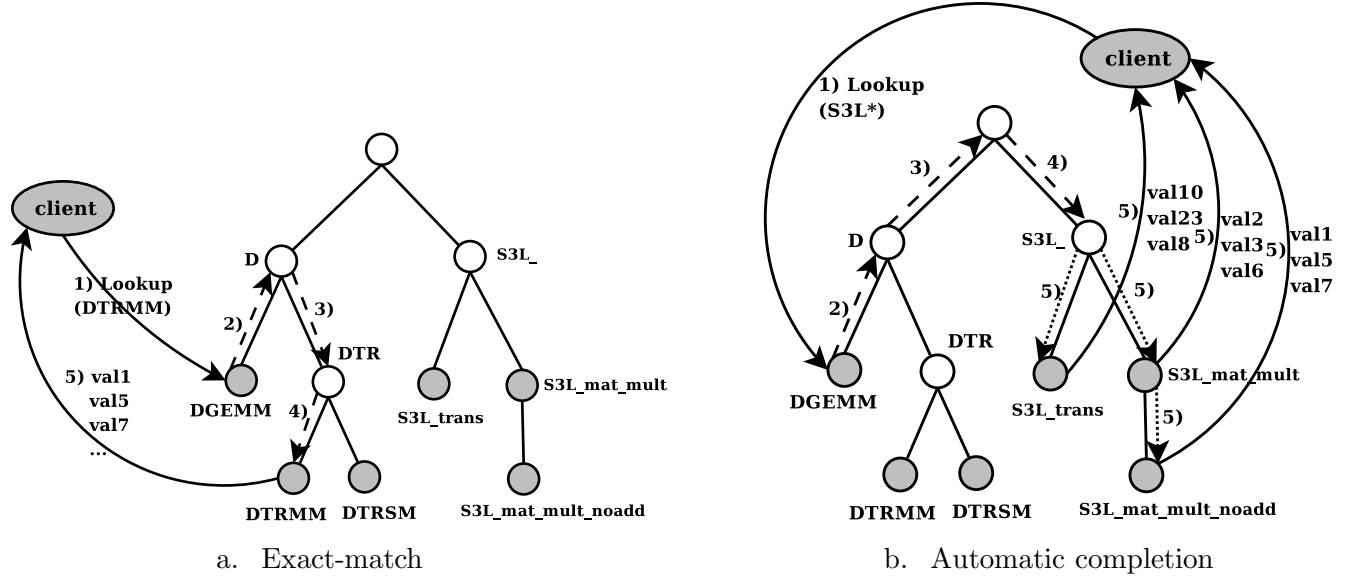 client
1) Lookup
(DTRMM)
D
S3L_
2)
3)
DTR
5) val1
val5
val7
...
4)
DGEMM
S3L_trans
S3L_mat_mult
DTRMM
DTRSM
S3L_mat_mult_noadd
a. Exact-match
client
1) Lookup
(S3L*)
3)
4)
D
S3L_
5)
val10
val23
val8
5)
val2
val3
val6
5)
val1
val5
val7
2)
5)
5)
DTR
DGEMM
S3L_trans
S3L_mat_mult
5)
DTRMM
DTRSM
S3L_mat_mult_noadd
b. Automatic completion